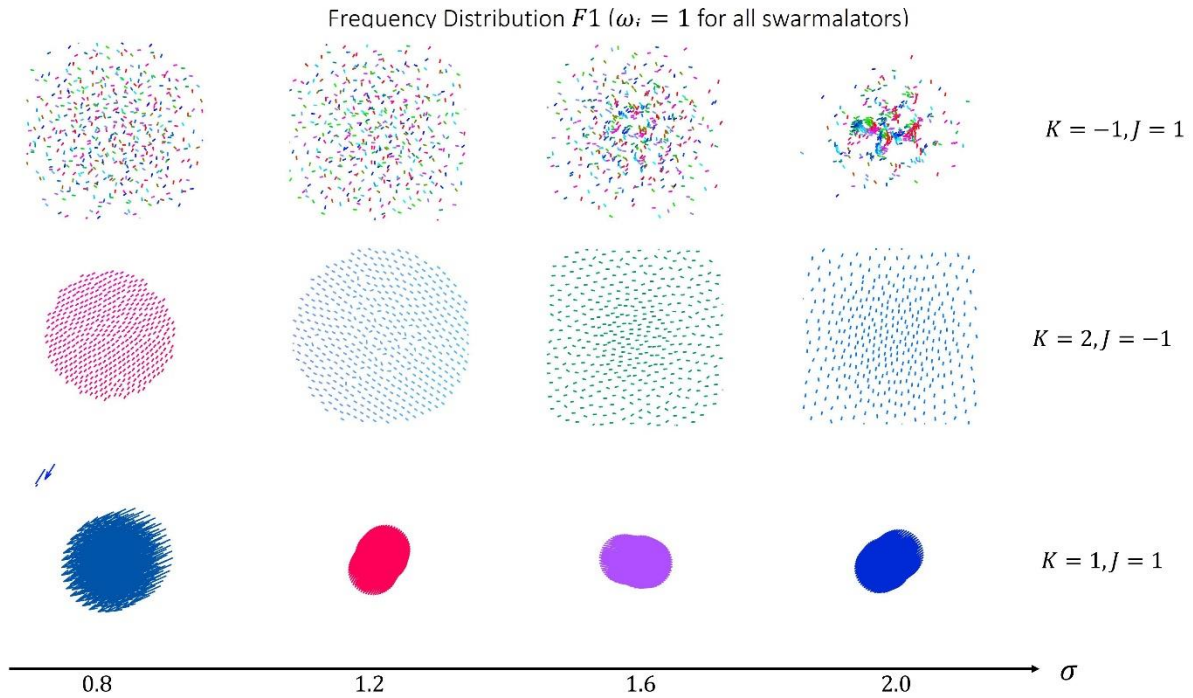 Frequency Distribution F1 (ωᵢ = 1 for all swarmalators)
K = −1, J = 1
K = 2, J = −1
K = 1, J = 1
0.8 1.2 1.6 2.0 σ